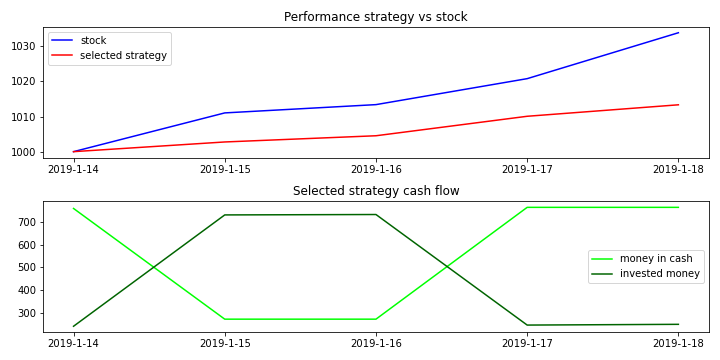 Performance strategy vs stock
stock
selected strategy
1030
1020
1010
1000
2019-1-14 2019-1-15 2019-1-16 2019-1-17 2019-1-18
Selected strategy cash flow
700
600
500
400
300
money in cash
invested money
2019-1-14 2019-1-15 2019-1-16 2019-1-17 2019-1-18